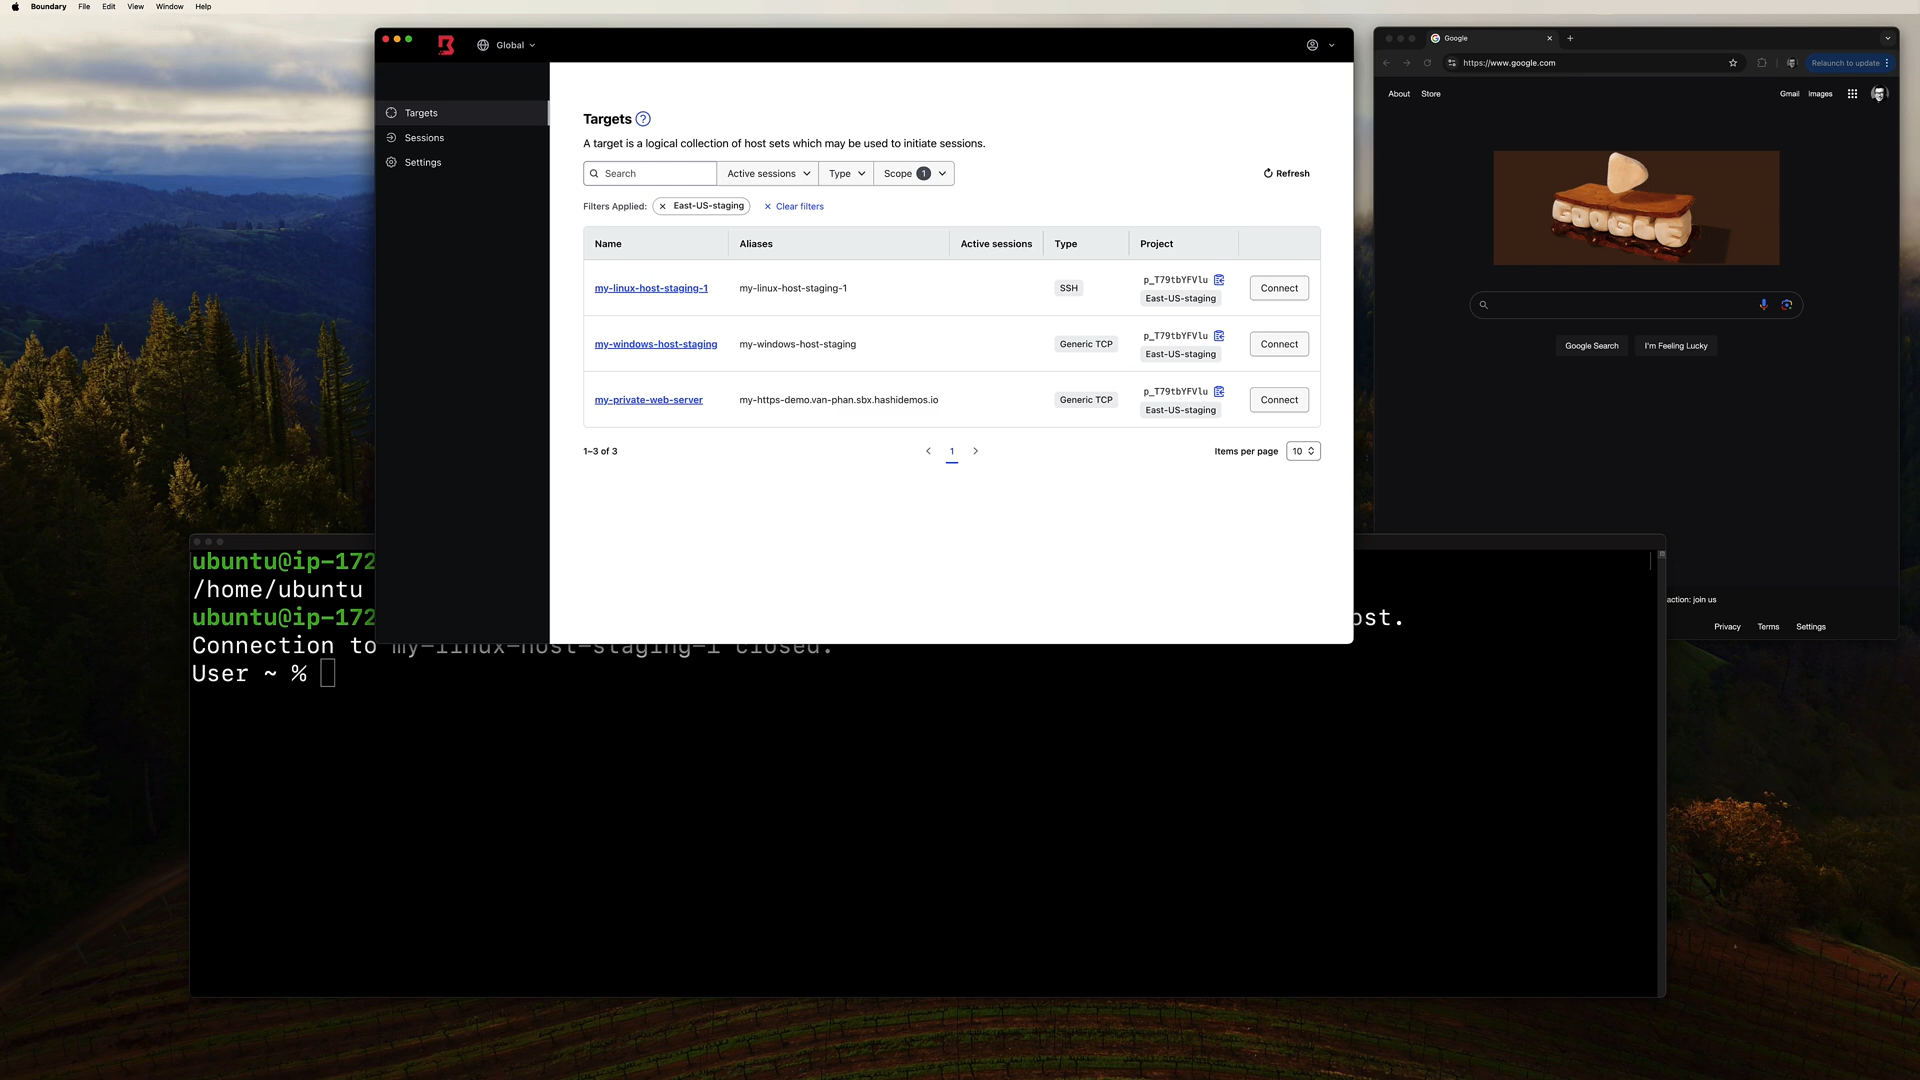 Boundary File Edit View Window Help
Global
Targets
Sessions
Settings
Targets
A target is a logical collection of host sets which may be used to initiate sessions.
Search Active sessions Type Scope 1
Refresh
Filters Applied: East-US-staging Clear filters
Name Aliases Active sessions Type Project
my-linux-host-staging-1 my-linux-host-staging-1 SSH p_T79tbYFVlu East-US-staging Connect
my-windows-host-staging my-windows-host-staging Generic TCP p_T79tbYFVlu East-US-staging Connect
my-private-web-server my-https-demo.van-phan.sbx.hashidemos.io Generic TCP p_T79tbYFVlu East-US-staging Connect
1–3 of 3 1 Items per page 10
Google
https://www.google.com Relaunch to update
About Store Gmail Images
GOOGLE
Google Search I'm Feeling Lucky
action: join us
Privacy Terms Settings
ubuntu@ip-172
/home/ubuntu
ubuntu@ip-172 ost.
Connection to my-linux-host-staging-1 closed.
User ~ %